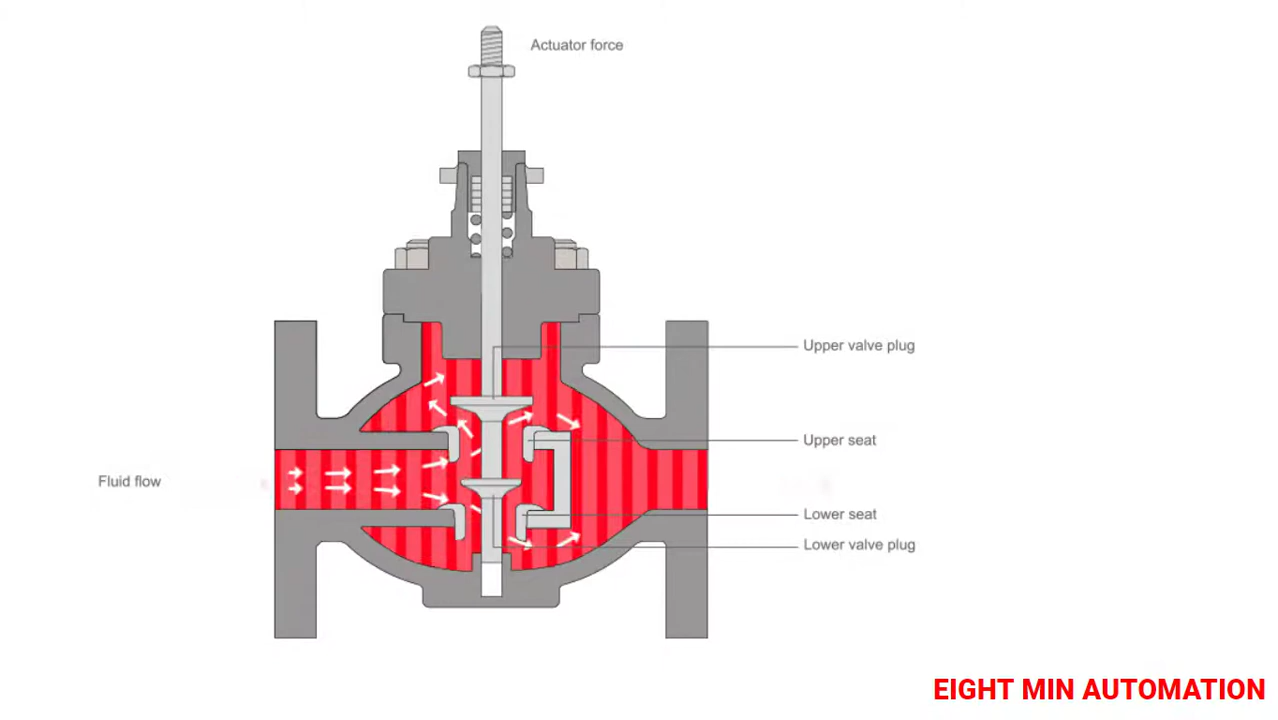 Actuator force
Upper valve plug
Upper seat
Fluid flow
Lower seat
Lower valve plug
EIGHT MIN AUTOMATION